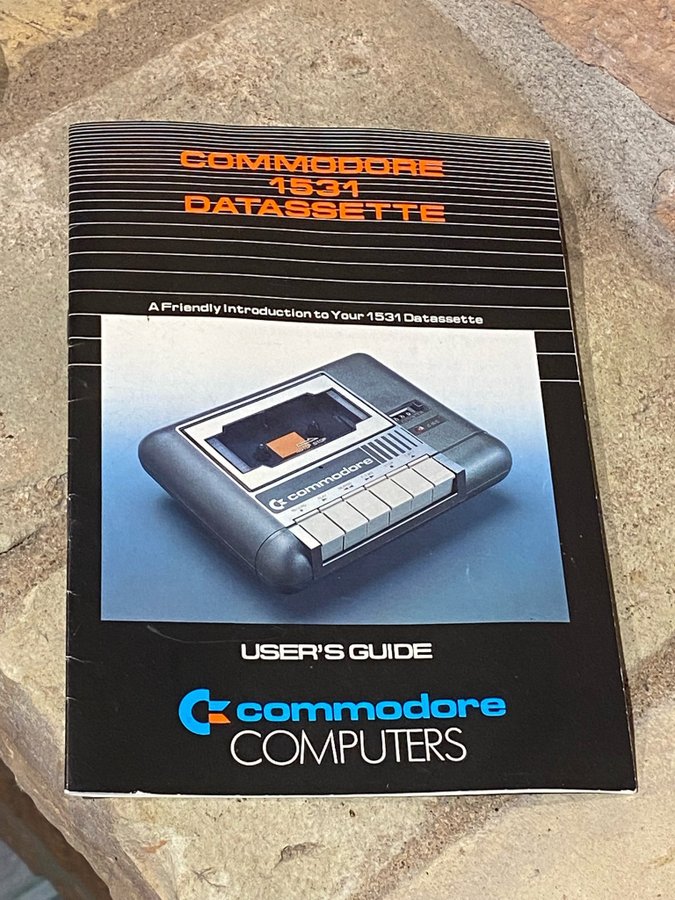 COMMODORE
1531
DATASSETTE
A Friendly Introduction to Your 1531 Datassette
commodore
USER'S GUIDE
commodore
COMPUTERS